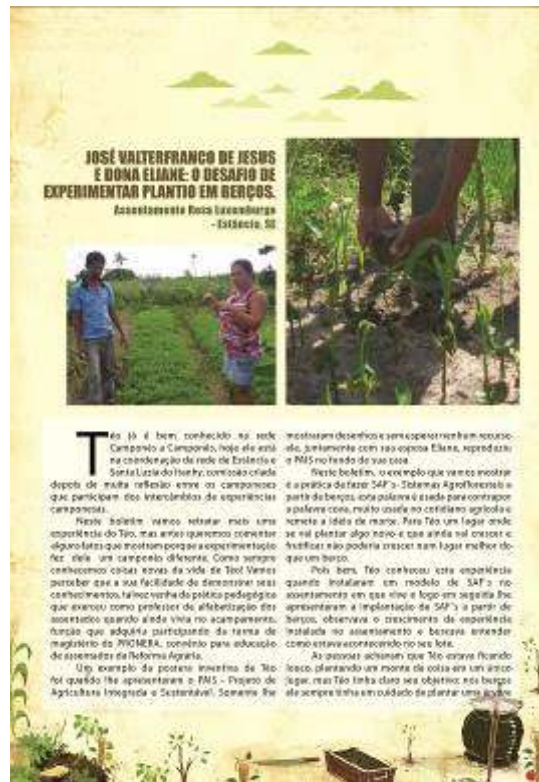 JOSÉ VALTERFRANCO DE JESUS
E DONA ELIANE: O DESAFIO DE
EXPERIMENTAR PLANTIO EM BERÇOS.
Assentamento Rosa Luxemburgo
- Estância, SE
Téo já é bem conhecido na rede
Camponês a Camponês, hoje ele está
na coordenação da rede de Estância e
Santa Luzia do Itanhy, comissão criada
depois de muita reflexão entre os camponeses
que participam dos intercâmbios de experiências
camponesas.
Neste boletim vamos retratar mais uma
experiência do Téo, mas antes queremos comentar
alguns fatos que mostram porque a experimentação
fez dele um camponês diferente. Como sempre
conhecemos coisas novas da vida de Téo! Vamos
perceber que a sua facilidade de demonstrar seus
conhecimentos, talvez venha da prática pedagógica
que exerceu como professor de alfabetização dos
assentados quando ainda vivia no acampamento,
função que adquiriu participando da turma de
magistério do PRONERA, convênio para educação
de assentados da Reforma Agrária.
Um exemplo da postura inventiva de Téo
foi quando lhe apresentaram o PAIS - Projeto de
Agricultura Integrada e Sustentável. Somente lhe
mostraram desenhos e sem esperar nenhum recurso
ele, juntamente com sua esposa Eliane, reproduziu
o PAIS no fundo de sua casa.
Neste boletim, o exemplo que vamos mostrar
é a prática de fazer SAF's - Sistemas Agroflorestais a
partir de berços, esta palavra é usada para contrapor
a palavra cova, muito usada no cotidiano agrícola e
remete a ideia de morte. Para Téo um lugar onde
se vai plantar algo novo e que ainda vai crescer e
frutificar não poderia crescer num lugar melhor do
que um berço.
Pois bem, Téo conheceu esta experiência
quando instalaram um modelo de SAF's no
assentamento em que vive e logo em seguida lhe
apresentaram a implantação de SAF's a partir de
berços, observava o crescimento da experiência
instalada no assentamento e buscava entender
como estava acontecendo no seu lote.
As pessoas achavam que Téo estava ficando
louco, plantando um monte de coisa em um único
lugar, mas Téo tinha claro seu objetivo: nos berços
ele sempre tinha um cuidado de plantar uma árvore